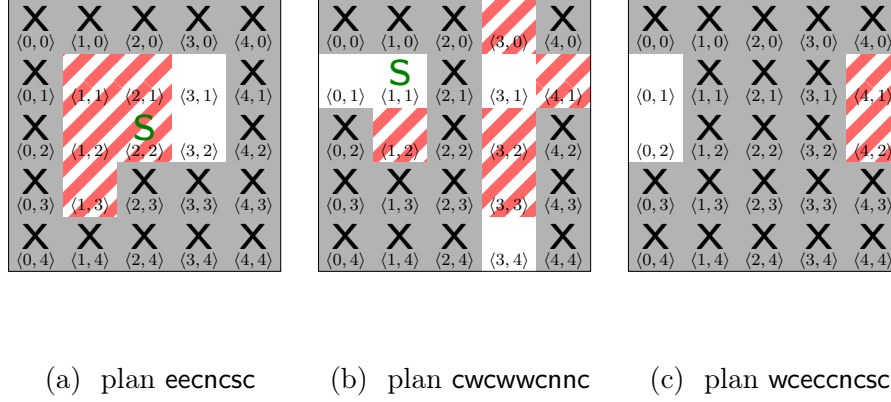 X X X X X X X X X X X X X X X
⟨0, 0⟩ ⟨1, 0⟩ ⟨2, 0⟩ ⟨3, 0⟩ ⟨4, 0⟩ ⟨0, 0⟩ ⟨1, 0⟩ ⟨2, 0⟩ ⟨3, 0⟩ ⟨4, 0⟩ ⟨0, 0⟩ ⟨1, 0⟩ ⟨2, 0⟩ ⟨3, 0⟩ ⟨4, 0⟩
X X S X X X X
⟨0, 1⟩ ⟨1, 1⟩ ⟨2, 1⟩ ⟨3, 1⟩ ⟨4, 1⟩ ⟨0, 1⟩ ⟨1, 1⟩ ⟨2, 1⟩ ⟨3, 1⟩ ⟨4, 1⟩ ⟨0, 1⟩ ⟨1, 1⟩ ⟨2, 1⟩ ⟨3, 1⟩ ⟨4, 1⟩
X S X X X X X X X
⟨0, 2⟩ ⟨1, 2⟩ ⟨2, 2⟩ ⟨3, 2⟩ ⟨4, 2⟩ ⟨0, 2⟩ ⟨1, 2⟩ ⟨2, 2⟩ ⟨3, 2⟩ ⟨4, 2⟩ ⟨0, 2⟩ ⟨1, 2⟩ ⟨2, 2⟩ ⟨3, 2⟩ ⟨4, 2⟩
X X X X X X X X X X X X X
⟨0, 3⟩ ⟨1, 3⟩ ⟨2, 3⟩ ⟨3, 3⟩ ⟨4, 3⟩ ⟨0, 3⟩ ⟨1, 3⟩ ⟨2, 3⟩ ⟨3, 3⟩ ⟨4, 3⟩ ⟨0, 3⟩ ⟨1, 3⟩ ⟨2, 3⟩ ⟨3, 3⟩ ⟨4, 3⟩
X X X X X X X X X X X X X X
⟨0, 4⟩ ⟨1, 4⟩ ⟨2, 4⟩ ⟨3, 4⟩ ⟨4, 4⟩ ⟨0, 4⟩ ⟨1, 4⟩ ⟨2, 4⟩ ⟨3, 4⟩ ⟨4, 4⟩ ⟨0, 4⟩ ⟨1, 4⟩ ⟨2, 4⟩ ⟨3, 4⟩ ⟨4, 4⟩
(a) plan eecncsc (b) plan cwcwwcnnc (c) plan wceccncsc